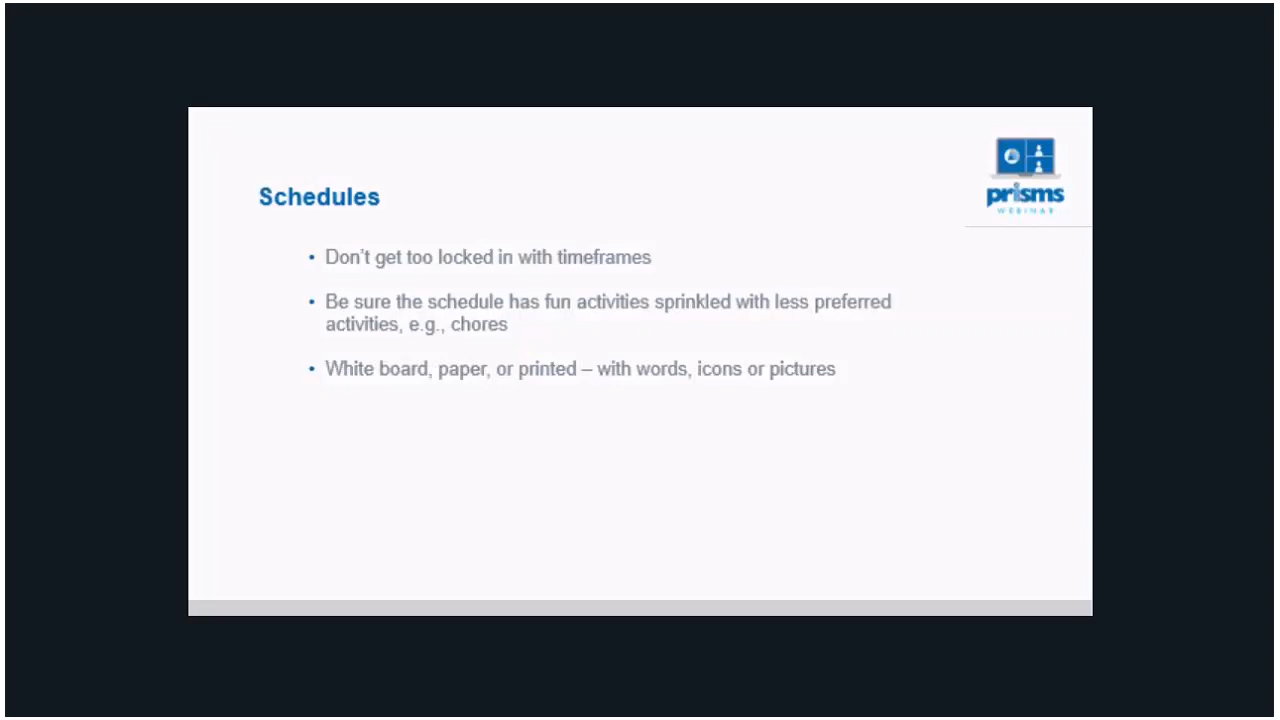 prisms
WEBINAR
Schedules
• Don't get too locked in with timeframes
• Be sure the schedule has fun activities sprinkled with less preferred
activities, e.g., chores
• White board, paper, or printed – with words, icons or pictures